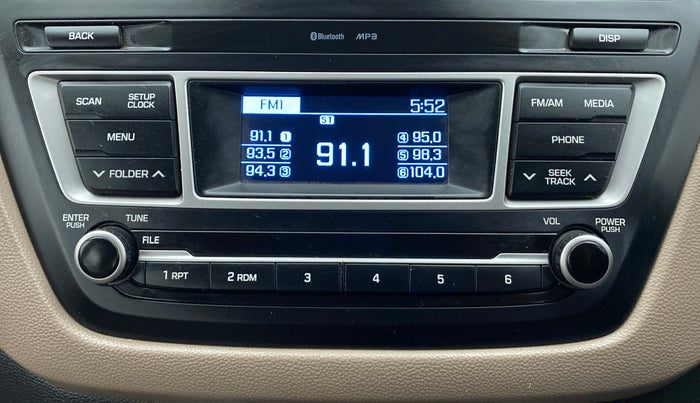 BACK
Bluetooth MP3
DISP
SCAN SETUP CLOCK
FM1 5:52
FM/AM MEDIA
ST
MENU
91.1 1 4 95.0
93.5 2 91.1 5 98.3
94.3 3 6 104.0
PHONE
FOLDER
SEEK TRACK
ENTER PUSH TUNE
VOL POWER PUSH
FILE
1 RPT 2 RDM 3 4 5 6